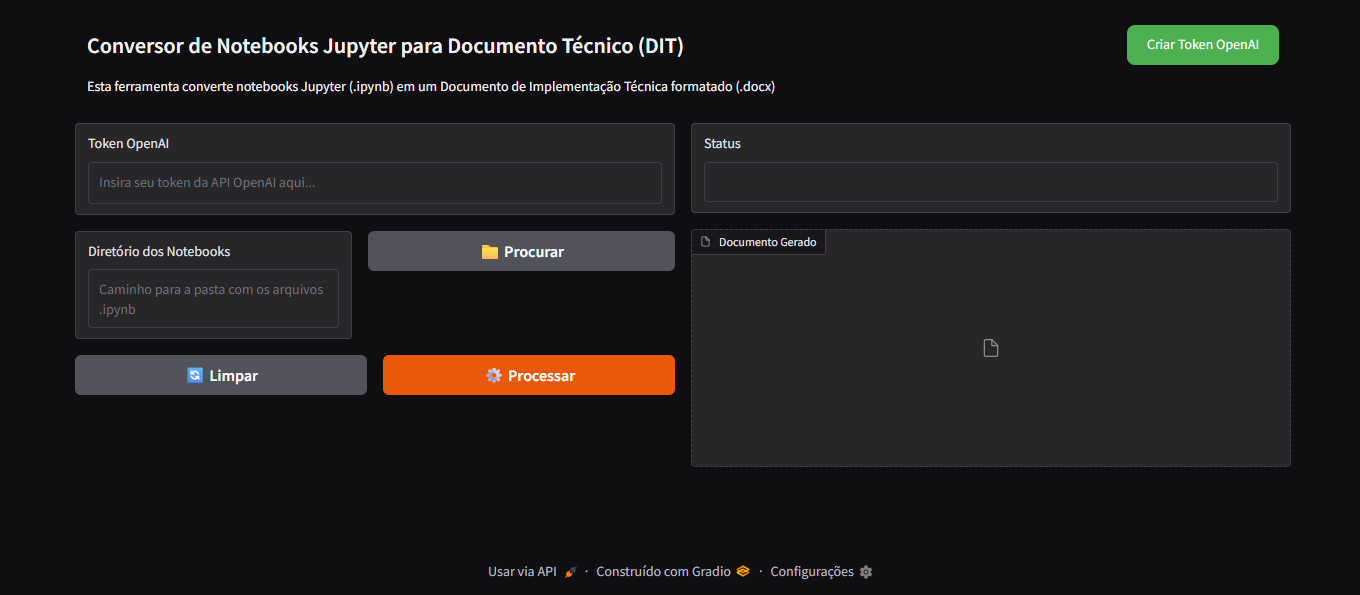 Conversor de Notebooks Jupyter para Documento Técnico (DIT)
Criar Token OpenAI
Esta ferramenta converte notebooks Jupyter (.ipynb) em um Documento de Implementação Técnica formatado (.docx)
Token OpenAI
Insira seu token da API OpenAI aqui...
Status
Diretório dos Notebooks
Caminho para a pasta com os arquivos
.ipynb
Procurar
Documento Gerado
Limpar
Processar
Usar via API · Construído com Gradio · Configurações